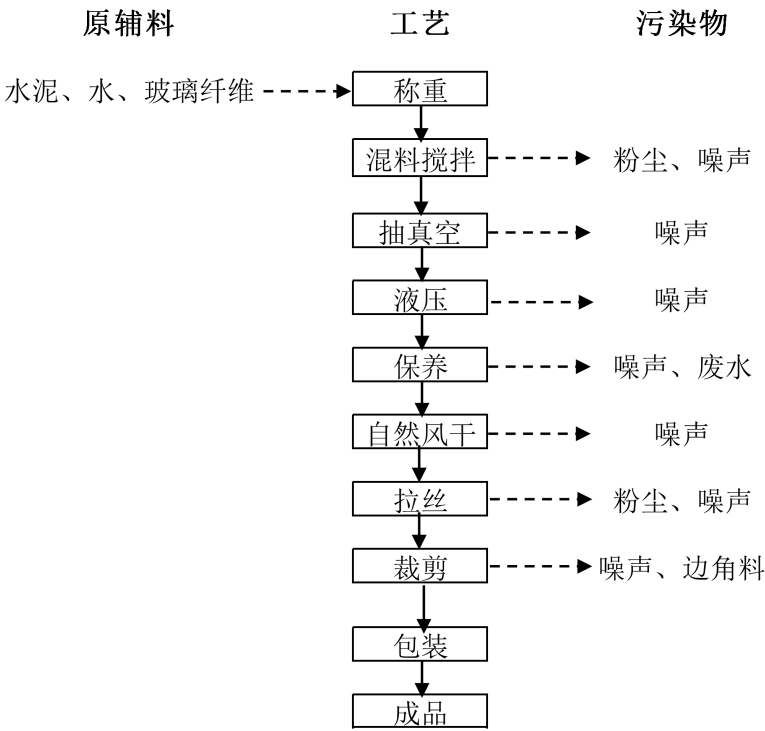 原辅料 工艺 污染物
水泥、水、玻璃纤维 称重
混料搅拌 粉尘、噪声
抽真空 噪声
液压 噪声
保养 噪声、废水
自然风干 噪声
拉丝 粉尘、噪声
裁剪 噪声、边角料
包装
成品